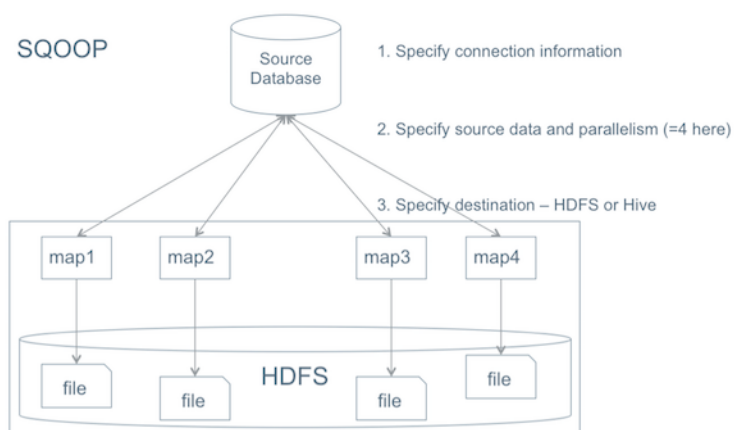 SQOOP
Source
Database
1. Specify connection information
2. Specify source data and parallelism (=4 here)
3. Specify destination – HDFS or Hive
map1
map2
map3
map4
HDFS
file
file
file
file